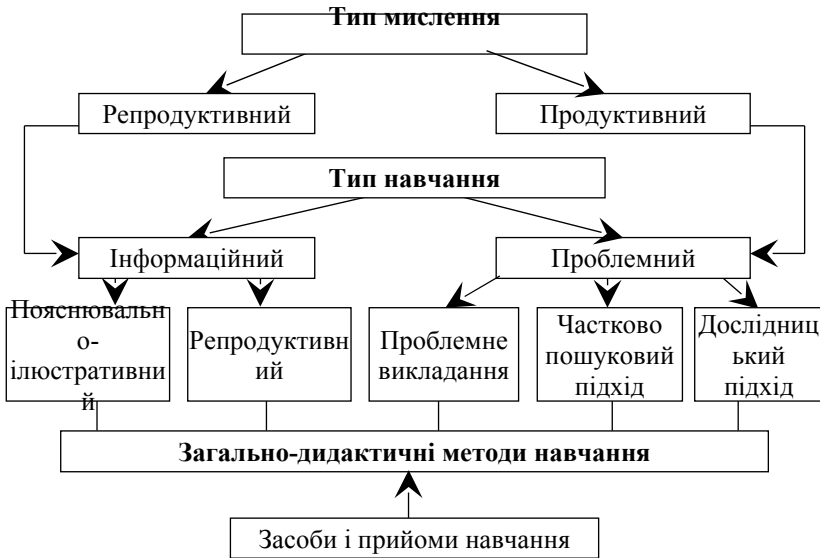 Тип мислення
Репродуктивний
Продуктивний
Тип навчання
Інформаційний
Проблемний
Пояснювальн
о-
ілюстративни
й
Репродуктивн
ий
Проблемне
викладання
Частково
пошуковий
підхід
Дослідниц
ький
підхід
Загально-дидактичні методи навчання
Засоби і прийоми навчання